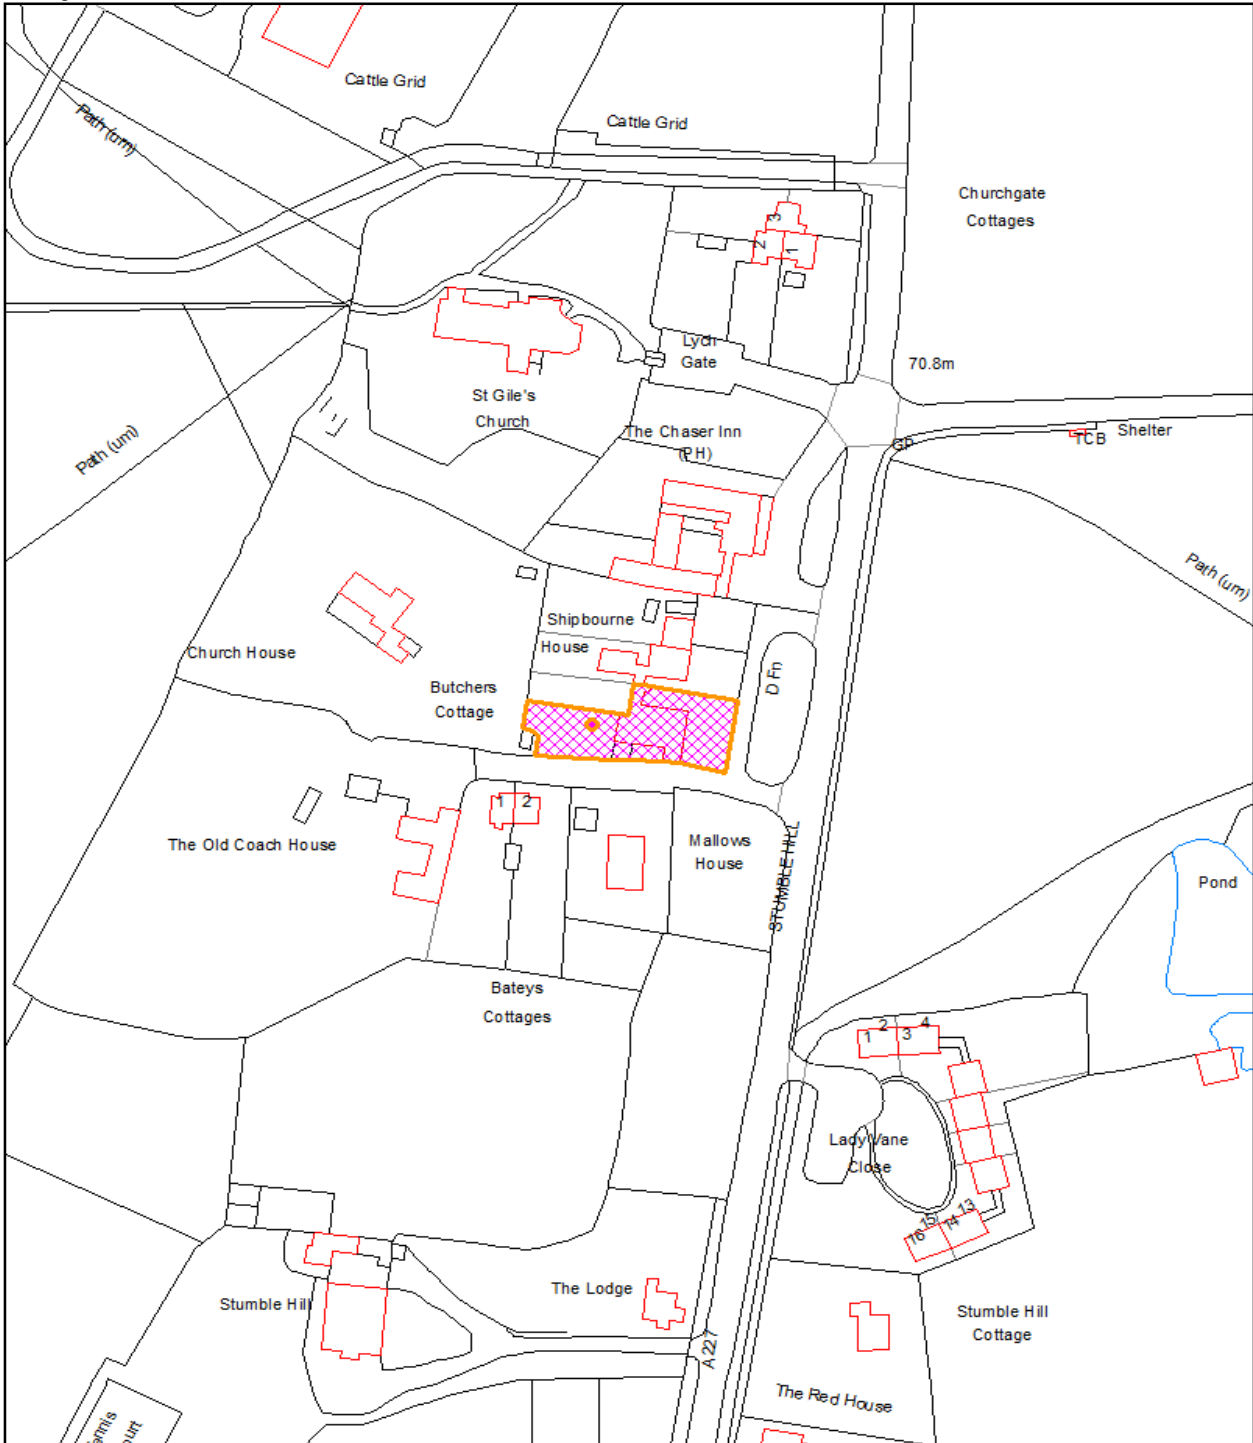 Cattle Grid
Path (um)
Cattle Grid
Churchgate
Cottages
3
2
1
Lych
Gate
70.8m
St Gile's
Church
The Chaser Inn
(PH)
GP
TCB
Shelter
Path (um)
Path (um)
Shipbourne
House
Church House
D Fn
Butchers
Cottage
1
2
The Old Coach House
Mallows
House
STUMBLE HILL
Pond
Bateys
Cottages
1
2
3
4
Lady Vane
Close
13
14
15
16
Stumble Hill
The Lodge
Stumble Hill
Cottage
A 227
The Red House
ennis
ourt